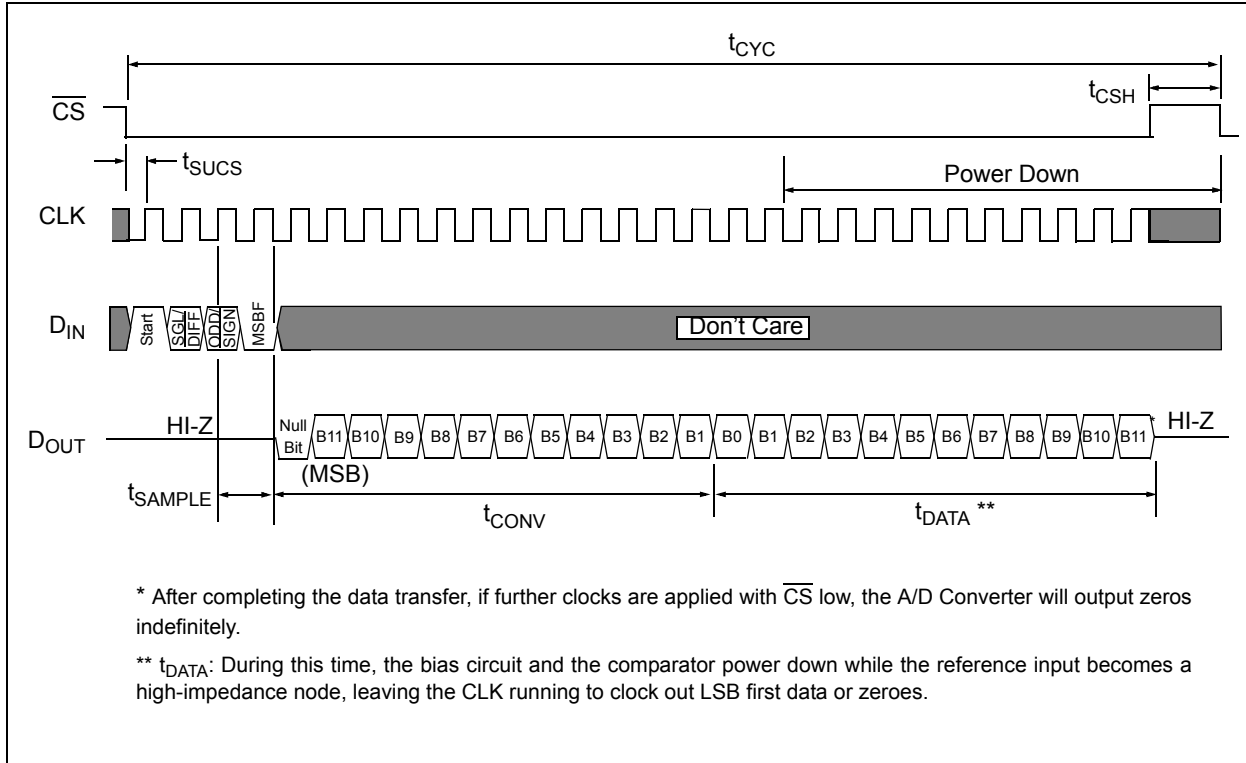 tCYC
tCSH
CS
tSUCS
Power Down
CLK
DIN
Start
SGL/
DIFF
ODD/
SIGN
MSBF
Don't Care
HI-Z
DOUT
Null
Bit
B11 B10 B9 B8 B7 B6 B5 B4 B3 B2 B1 B0 B1 B2 B3 B4 B5 B6 B7 B8 B9 B10 B11
* HI-Z
(MSB)
tSAMPLE
tCONV
tDATA **
* After completing the data transfer, if further clocks are applied with CS low, the A/D Converter will output zeros
indefinitely.
** tDATA: During this time, the bias circuit and the comparator power down while the reference input becomes a
high-impedance node, leaving the CLK running to clock out LSB first data or zeroes.